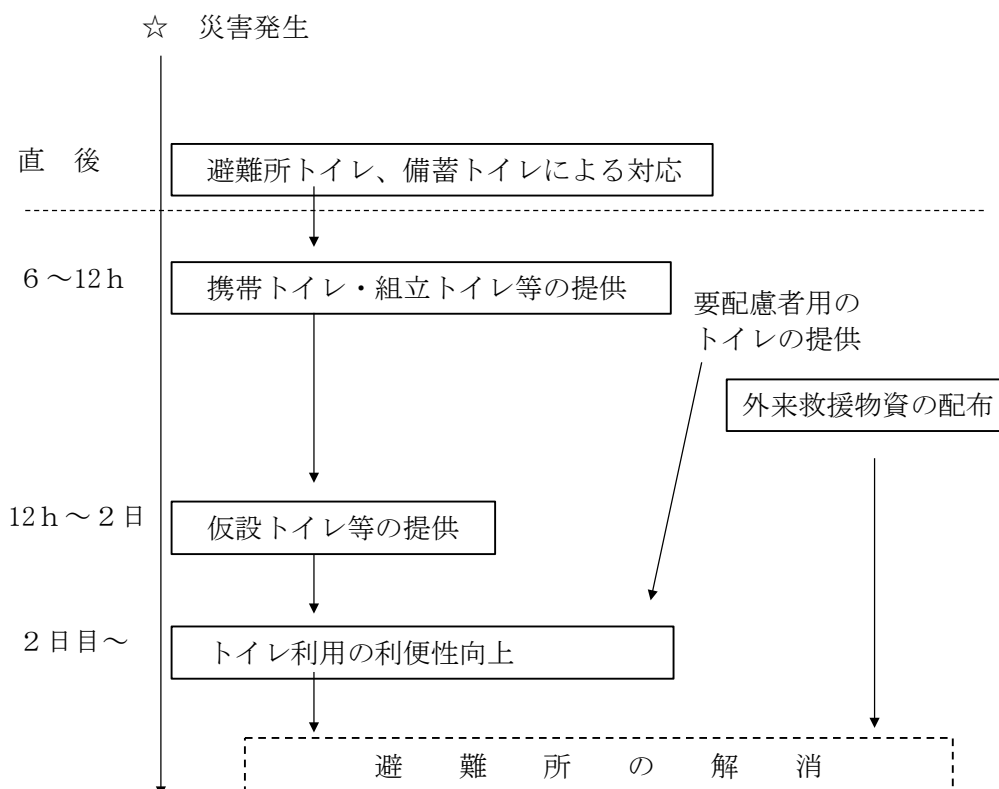 ☆ 災害発生
直 後
避難所トイレ、備蓄トイレによる対応
6～12h
携帯トイレ・組立トイレ等の提供
要配慮者用の
トイレの提供
外来救援物資の配布
12h～2日
仮設トイレ等の提供
2日目～
トイレ利用の利便性向上
避 難 所 の 解 消